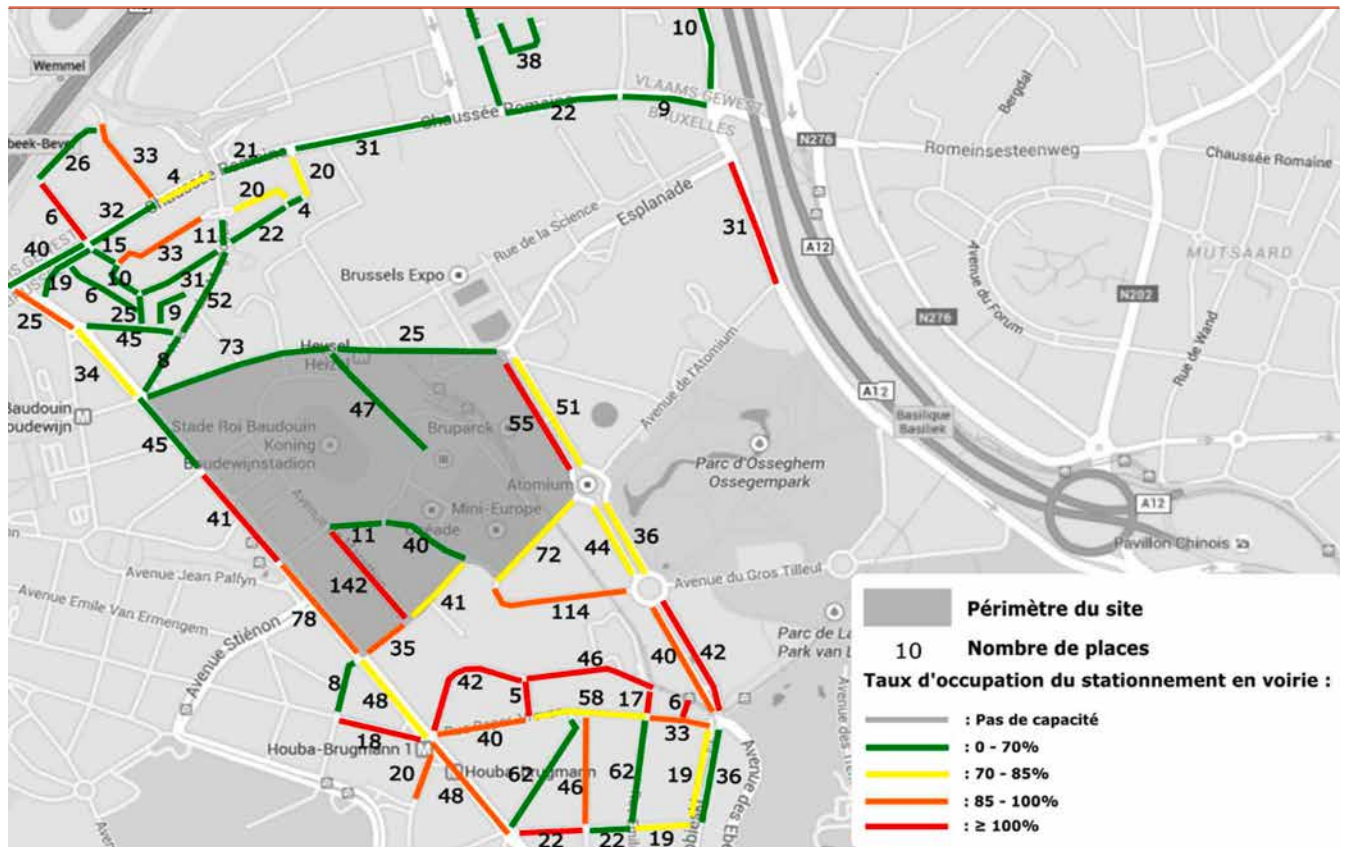 10
38
Wemmel
VLAAMS GEWEST
BRUXELLES
Chaussée Romaine
22
9
N276
Bergdal
Romeinsesteenweg
Chaussée Romaine
26
33
4
21
31
20
20
4
6
32
Chaussée Romaine
15
33
11
22
40
19
10
31
6
25
9
52
25
45
8
73
25
34
Rue de la Science
Esplanade
Brussels Expo
31
A12
MUTSAARD
Avenue du Forum
N202
N276
Rue de Wand
Heysel
Heizel
47
55
51
Avenue de l'Atomium
A12
Basilique
Basiliek
Baudouin
45
Stade Roi Baudouin
Koning
Boudewijnstadion
Bruparck
Parc d'Osseghem
Ossegempark
Atomium
Mini-Europe
Océade
A12
Pavillon Chinois
41
11
40
72
44
36
142
41
114
Avenue du Gros Tilleul
Avenue Jean Palfyn
Avenue Emile Van Ermengem
Avenue Stiénon
78
35
40
42
8
48
42
5
46
58
17
6
33
18
40
Houba-Brugmann 1
Houba-Brugmann
20
48
62
46
62
19
36
22
22
19
Périmètre du site
10 Nombre de places
Taux d'occupation du stationnement en voirie :
: Pas de capacité
: 0 - 70%
: 70 - 85%
: 85 - 100%
: ≥ 100%